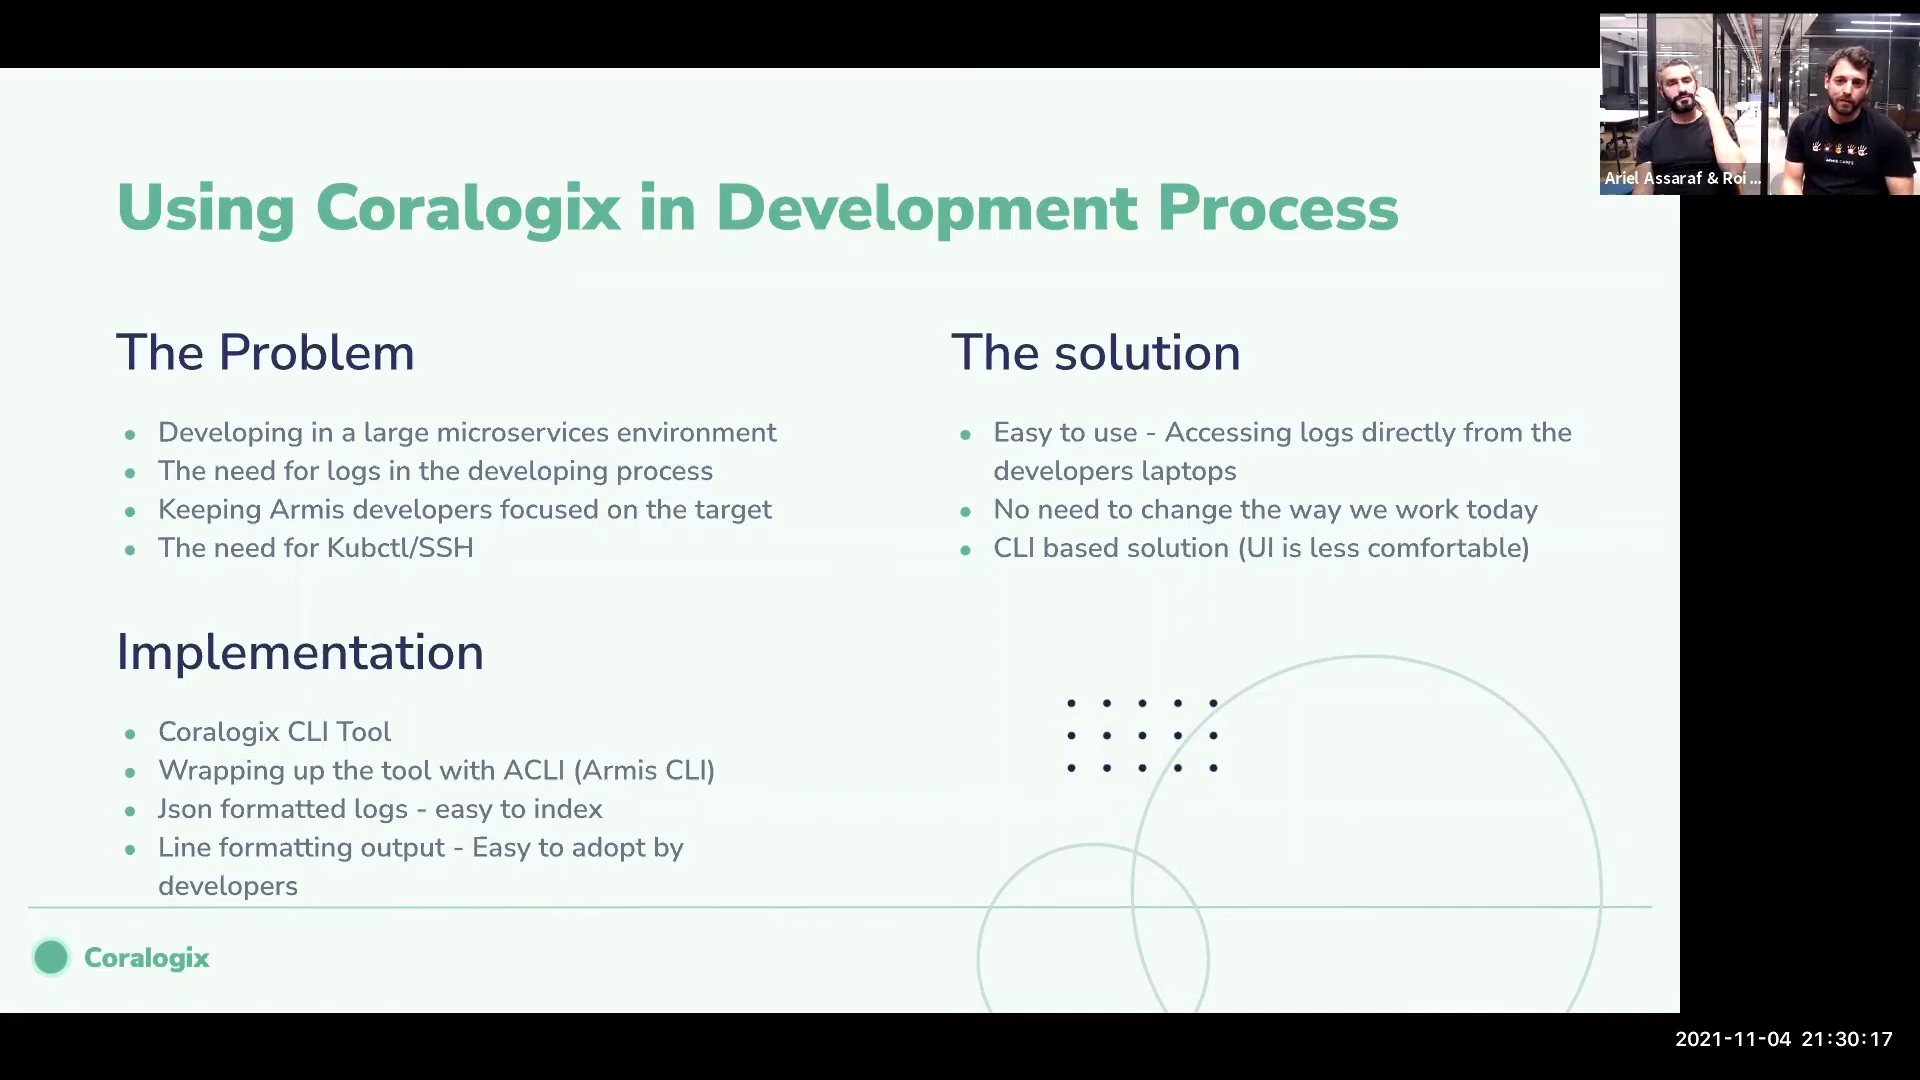 Using Coralogix in Development Process
The Problem
Developing in a large microservices environment
The need for logs in the developing process
Keeping Armis developers focused on the target
The need for Kubctl/SSH
The solution
Easy to use - Accessing logs directly from the
developers laptops
No need to change the way we work today
CLI based solution (UI is less comfortable)
Implementation
Coralogix CLI Tool
Wrapping up the tool with ACLI (Armis CLI)
Json formatted logs - easy to index
Line formatting output - Easy to adopt by
developers
Coralogix
Ariel Assaraf & Roi ...
ARMIS CARES
2021-11-04 21:30:17